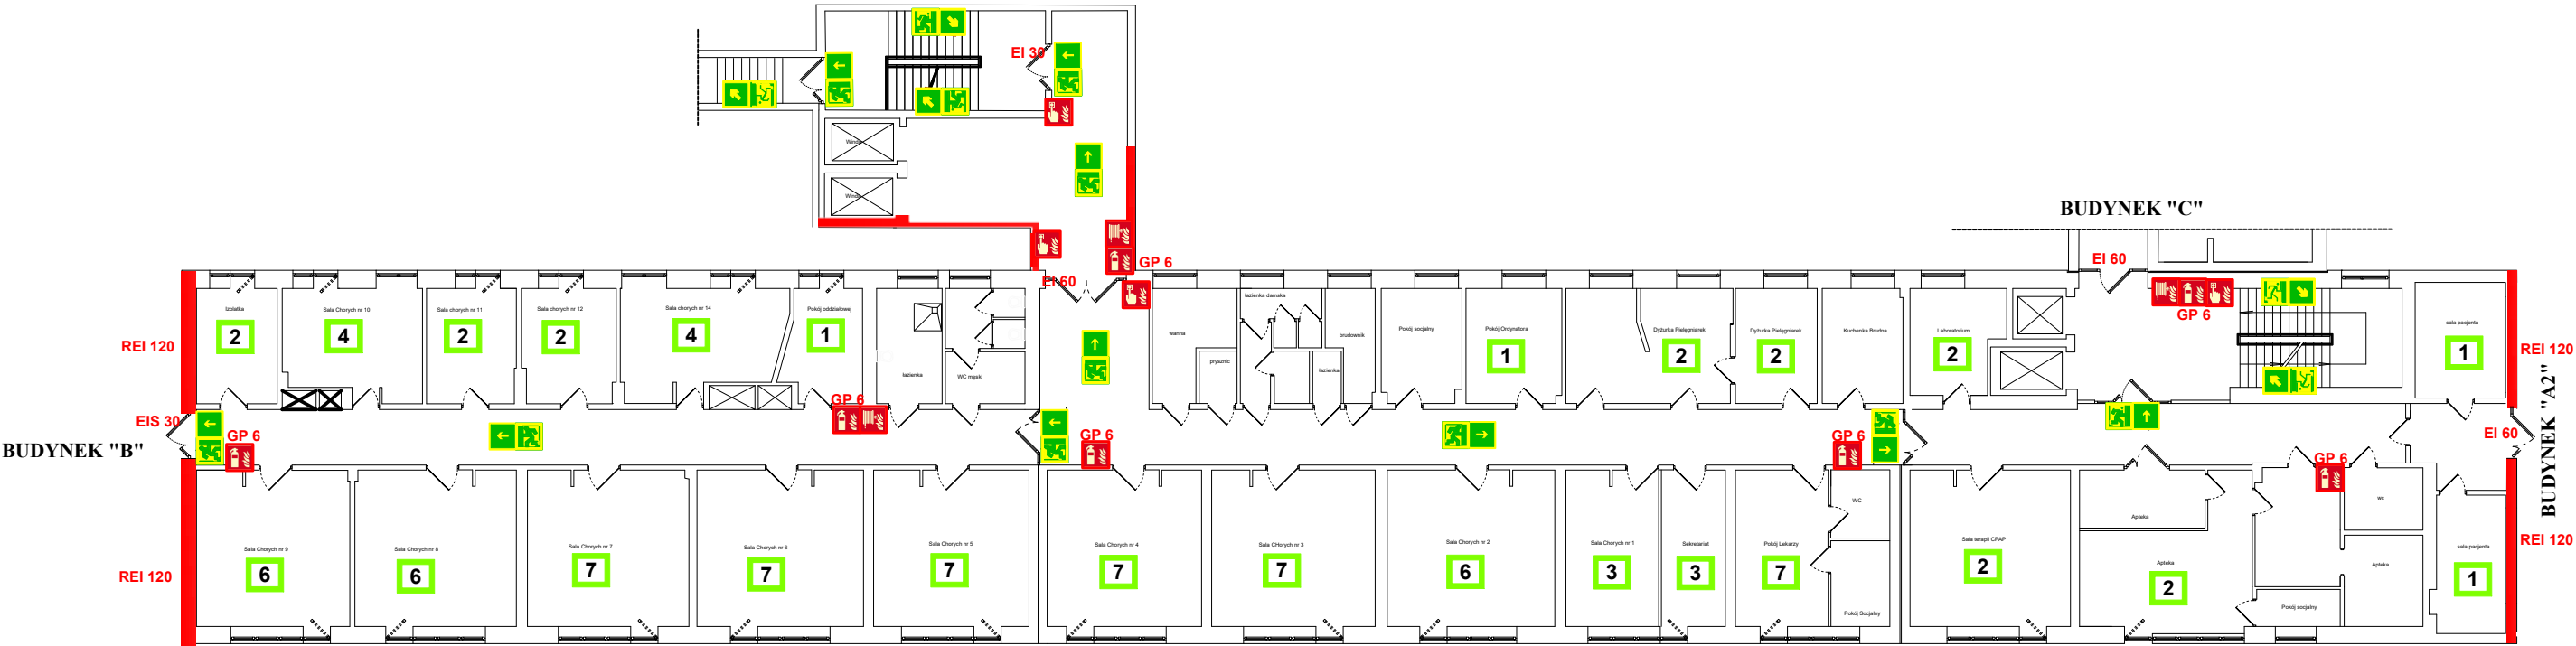 EI 30
Winda
Winda
BUDYNEK "C"
GP 6
EI 60
EI 60
GP 6
REI 120
Izolatka
2
Sala Chorych nr 10
4
Sala chorych nr 11
2
Sala chorych nr 12
2
Sala chorych nr 14
4
Pokój oddziałowej
1
łazienka
WC męski
wanna
prysznic
łazienka damska
łazienka
brudownik
Pokój socjalny
Pokój Ordynatora
1
Dyżurka Pielęgniarek
2
Dyżurka Pielęgniarek
2
Kuchenka Brudna
Laboratorium
2
sala pacjenta
1
REI 120
EIS 30
BUDYNEK "B"
GP 6
GP 6
GP 6
GP 6
GP 6
EI 60
BUDYNEK "A2"
REI 120
Sala Chorych nr 9
6
Sala Chorych nr 8
6
Sala Chorych nr 7
7
Sala Chorych nr 6
7
Sala Chorych nr 5
7
Sala Chorych nr 4
7
Sala CHorych nr 3
7
Sala Chorych nr 2
6
Sala Chorych nr 1
3
Sekretariat
3
Pokój Lekarzy
7
WC
Pokój Socjalny
Sala terapii CPAP
2
Apteka
Apteka
2
Pokój socjalny
wc
Apteka
sala pacjenta
1
REI 120